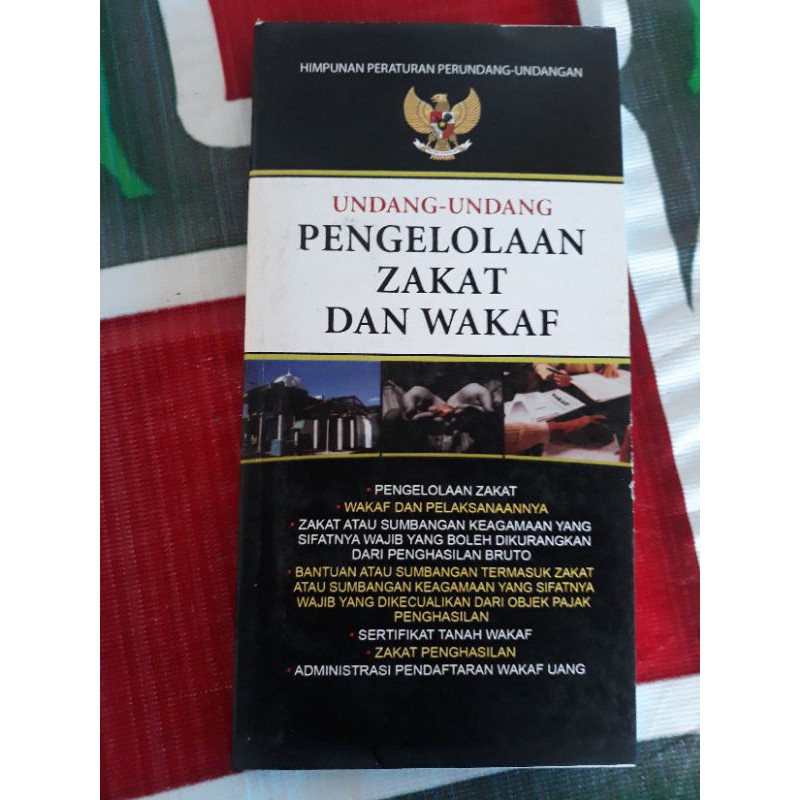 HIMPUNAN PERATURAN PERUNDANG-UNDANGAN
UNDANG-UNDANG
PENGELOLAAN
ZAKAT
DAN WAKAF
WAKAF
• PENGELOLAAN ZAKAT
• WAKAF DAN PELAKSANAANNYA
• ZAKAT ATAU SUMBANGAN KEAGAMAAN YANG
SIFATNYA WAJIB YANG BOLEH DIKURANGKAN
DARI PENGHASILAN BRUTO
• BANTUAN ATAU SUMBANGAN TERMASUK ZAKAT
ATAU SUMBANGAN KEAGAMAAN YANG SIFATNYA
WAJIB YANG DIKECUALIKAN DARI OBJEK PAJAK
PENGHASILAN
• SERTIFIKAT TANAH WAKAF
• ZAKAT PENGHASILAN
• ADMINISTRASI PENDAFTARAN WAKAF UANG